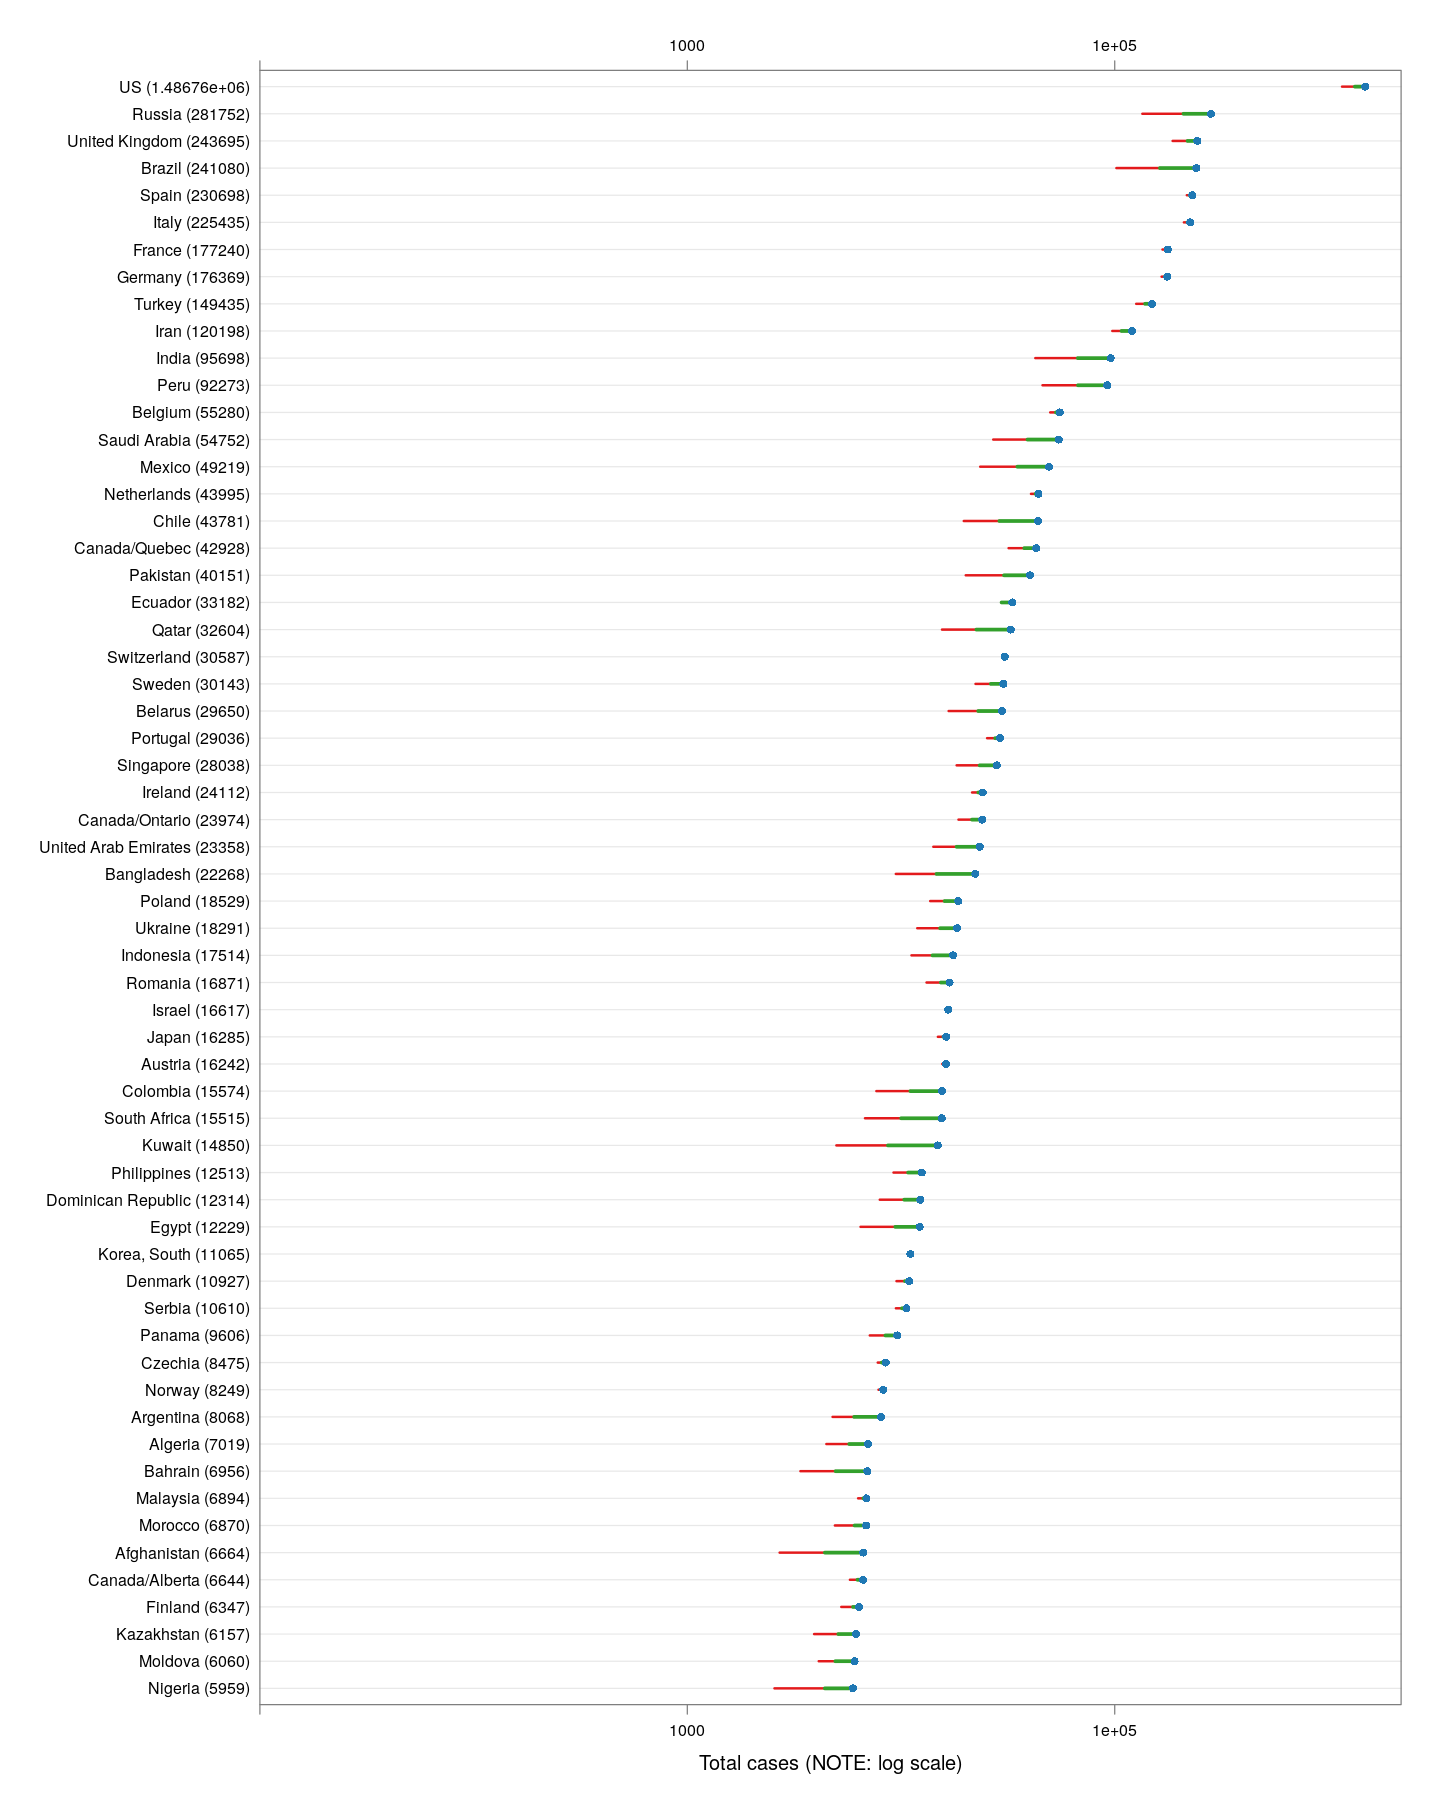 1000 1e+05
US (1.48676e+06)
Russia (281752)
United Kingdom (243695)
Brazil (241080)
Spain (230698)
Italy (225435)
France (177240)
Germany (176369)
Turkey (149435)
Iran (120198)
India (95698)
Peru (92273)
Belgium (55280)
Saudi Arabia (54752)
Mexico (49219)
Netherlands (43995)
Chile (43781)
Canada/Quebec (42928)
Pakistan (40151)
Ecuador (33182)
Qatar (32604)
Switzerland (30587)
Sweden (30143)
Belarus (29650)
Portugal (29036)
Singapore (28038)
Ireland (24112)
Canada/Ontario (23974)
United Arab Emirates (23358)
Bangladesh (22268)
Poland (18529)
Ukraine (18291)
Indonesia (17514)
Romania (16871)
Israel (16617)
Japan (16285)
Austria (16242)
Colombia (15574)
South Africa (15515)
Kuwait (14850)
Philippines (12513)
Dominican Republic (12314)
Egypt (12229)
Korea, South (11065)
Denmark (10927)
Serbia (10610)
Panama (9606)
Czechia (8475)
Norway (8249)
Argentina (8068)
Algeria (7019)
Bahrain (6956)
Malaysia (6894)
Morocco (6870)
Afghanistan (6664)
Canada/Alberta (6644)
Finland (6347)
Kazakhstan (6157)
Moldova (6060)
Nigeria (5959)
1000 1e+05
Total cases (NOTE: log scale)